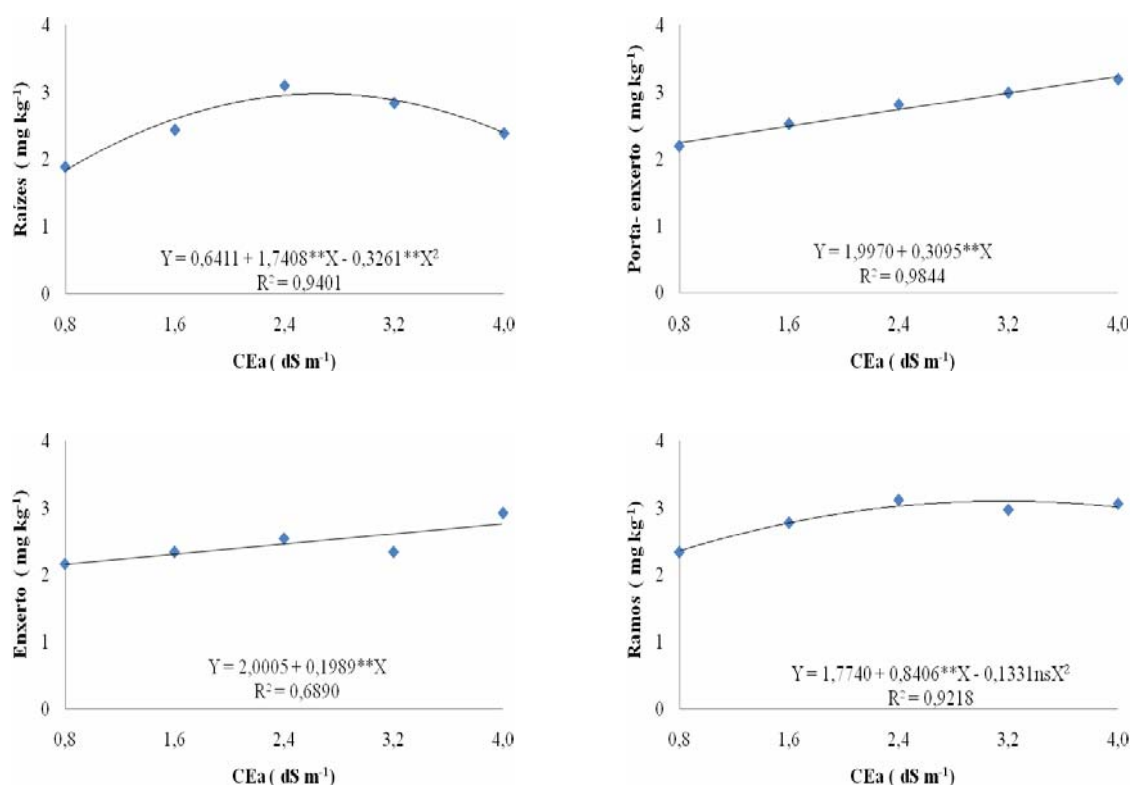 Raízes ( mg kg⁻¹)
4
3
2
1
0
Y = 0,6411 + 1,7408**X - 0,3261**X²
R² = 0,9401
0,8 1,6 2,4 3,2 4,0
CEa ( dS m⁻¹)
Porta- enxerto ( mg kg⁻¹)
4
3
2
1
0
Y = 1,9970 + 0,3095**X
R² = 0,9844
0,8 1,6 2,4 3,2 4,0
CEa ( dS m⁻¹)
Enxerto ( mg kg⁻¹)
4
3
2
1
0
Y = 2,0005 + 0,1989**X
R² = 0,6890
0,8 1,6 2,4 3,2 4,0
CEa ( dS m⁻¹)
Ramos ( mg kg⁻¹)
4
3
2
1
0
Y = 1,7740 + 0,8406**X - 0,1331nsX²
R² = 0,9218
0,8 1,6 2,4 3,2 4,0
CEa ( dS m⁻¹)